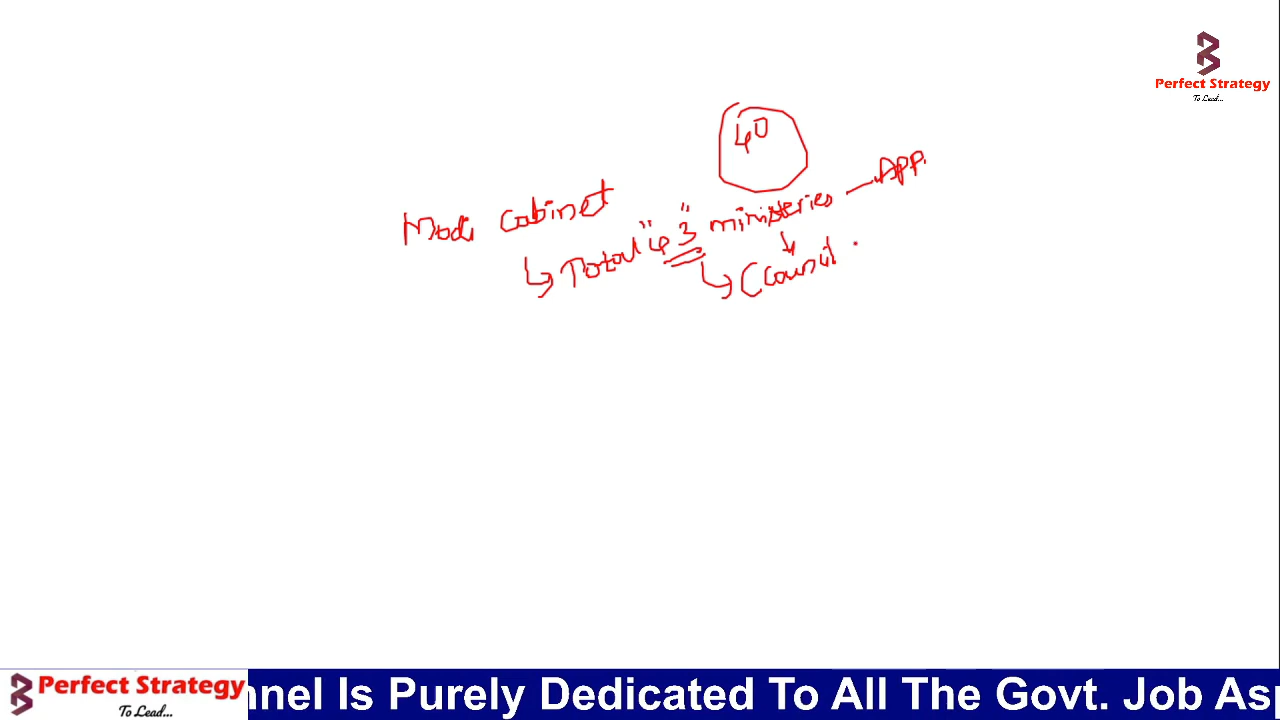 Perfect Strategy
To Lead...
40
Modi cabinet
Total "43" ministeries — App.
(Council
Perfect Strategy
To Lead...
nnel Is Purely Dedicated To All The Govt. Job As